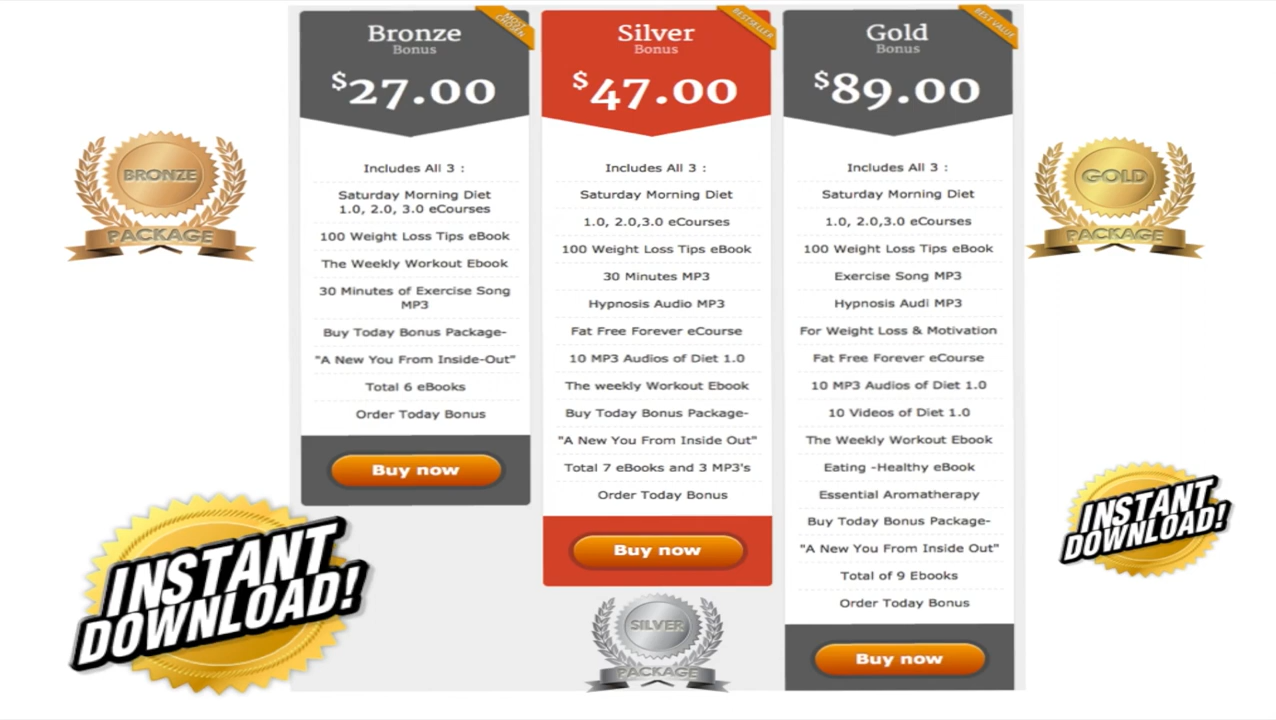 MOST CHOSEN
Bronze
Bonus
$27.00
Includes All 3 :
Saturday Morning Diet
1.0, 2.0, 3.0 eCourses
100 Weight Loss Tips eBook
The Weekly Workout Ebook
30 Minutes of Exercise Song
MP3
Buy Today Bonus Package-
"A New You From Inside-Out"
Total 6 eBooks
Order Today Bonus
Buy now
BESTSELLER
Silver
Bonus
$47.00
Includes All 3 :
Saturday Morning Diet
1.0, 2.0,3.0 eCourses
100 Weight Loss Tips eBook
30 Minutes MP3
Hypnosis Audio MP3
Fat Free Forever eCourse
10 MP3 Audios of Diet 1.0
The weekly Workout Ebook
Buy Today Bonus Package-
"A New You From Inside Out"
Total 7 eBooks and 3 MP3's
Order Today Bonus
Buy now
BEST VALUE
Gold
Bonus
$89.00
Includes All 3 :
Saturday Morning Diet
1.0, 2.0,3.0 eCourses
100 Weight Loss Tips eBook
Exercise Song MP3
Hypnosis Audi MP3
For Weight Loss & Motivation
Fat Free Forever eCourse
10 MP3 Audios of Diet 1.0
10 Videos of Diet 1.0
The Weekly Workout Ebook
Eating -Healthy eBook
Essential Aromatherapy
Buy Today Bonus Package-
"A New You From Inside Out"
Total of 9 Ebooks
Order Today Bonus
Buy now
BRONZE
PACKAGE
GOLD
PACKAGE
SILVER
PACKAGE
INSTANT
DOWNLOAD!
INSTANT
DOWNLOAD!